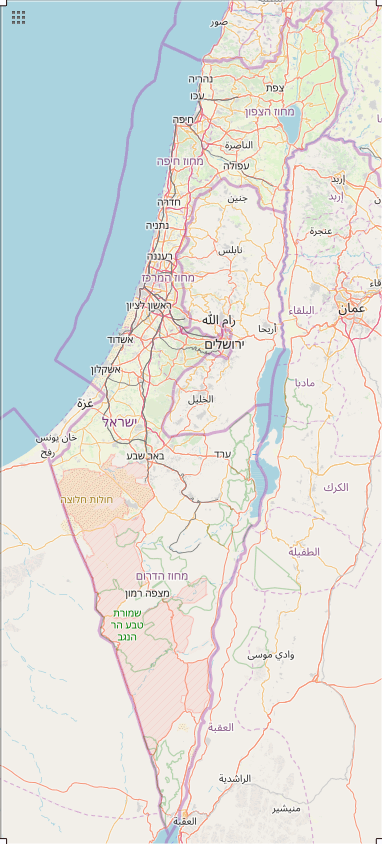 صور
נהריה
עכו
צפת
מחוז הצפון
חיפה
الناصرة
מחוז חיפה
עפולה
إربد
إربد
חדרה
جنين
נתניה
عجلون
نابلس
רעננה
מחוז המרכז
ראשון לציון
رام الله
أريحا
البلقاء
عمان
ירושלים
אשדוד
אשקלון
مادبا
غزة
الخليل
ישראל
خان يونس
رفح
באר שבע
ערד
חולות חלוצה
الكرك
الطفيلة
מחוז הדרום
מצפה רמון
שמורת
טבע הר
הנגב
وادي موسى
العقبة
الراشدية
منيشير
العقبة